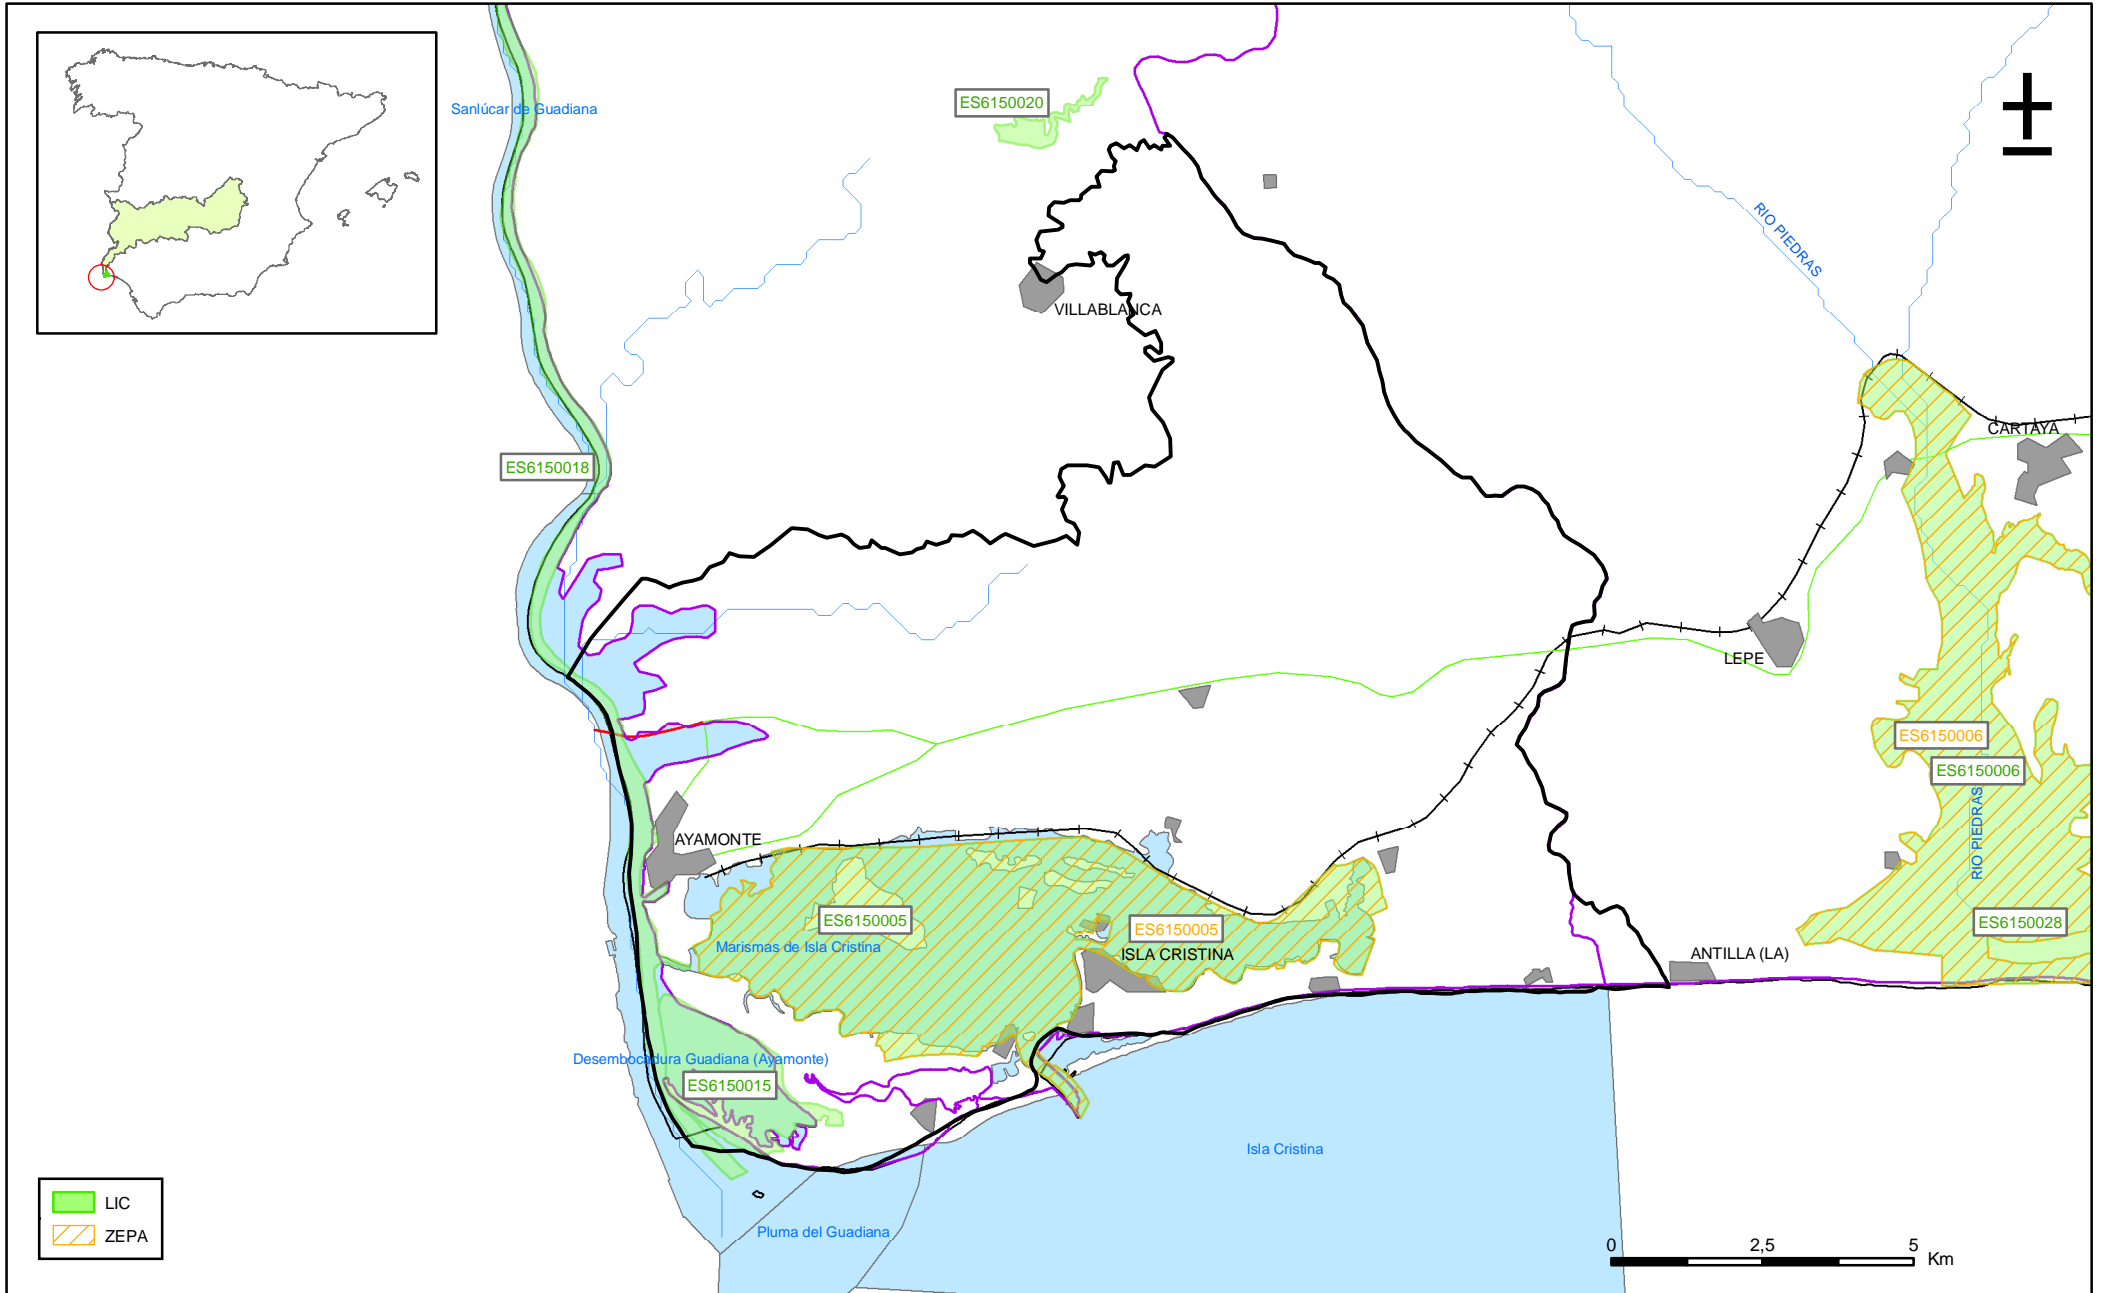 Sanlúcar de Guadiana
ES6150020
RIO PIEDRAS
VILLABLANCA
CARTAYA
ES6150018
LEPE
ES6150006
ES6150006
RIO PIEDRAS
AYAMONTE
ES6150005
ES6150005
ES6150028
Marismas de Isla Cristina
ISLA CRISTINA
ANTILLA (LA)
Desembocadura Guadiana (Ayamonte)
ES6150015
Isla Cristina
Pluma del Guadiana
LIC
ZEPA
0 2,5 5
Km